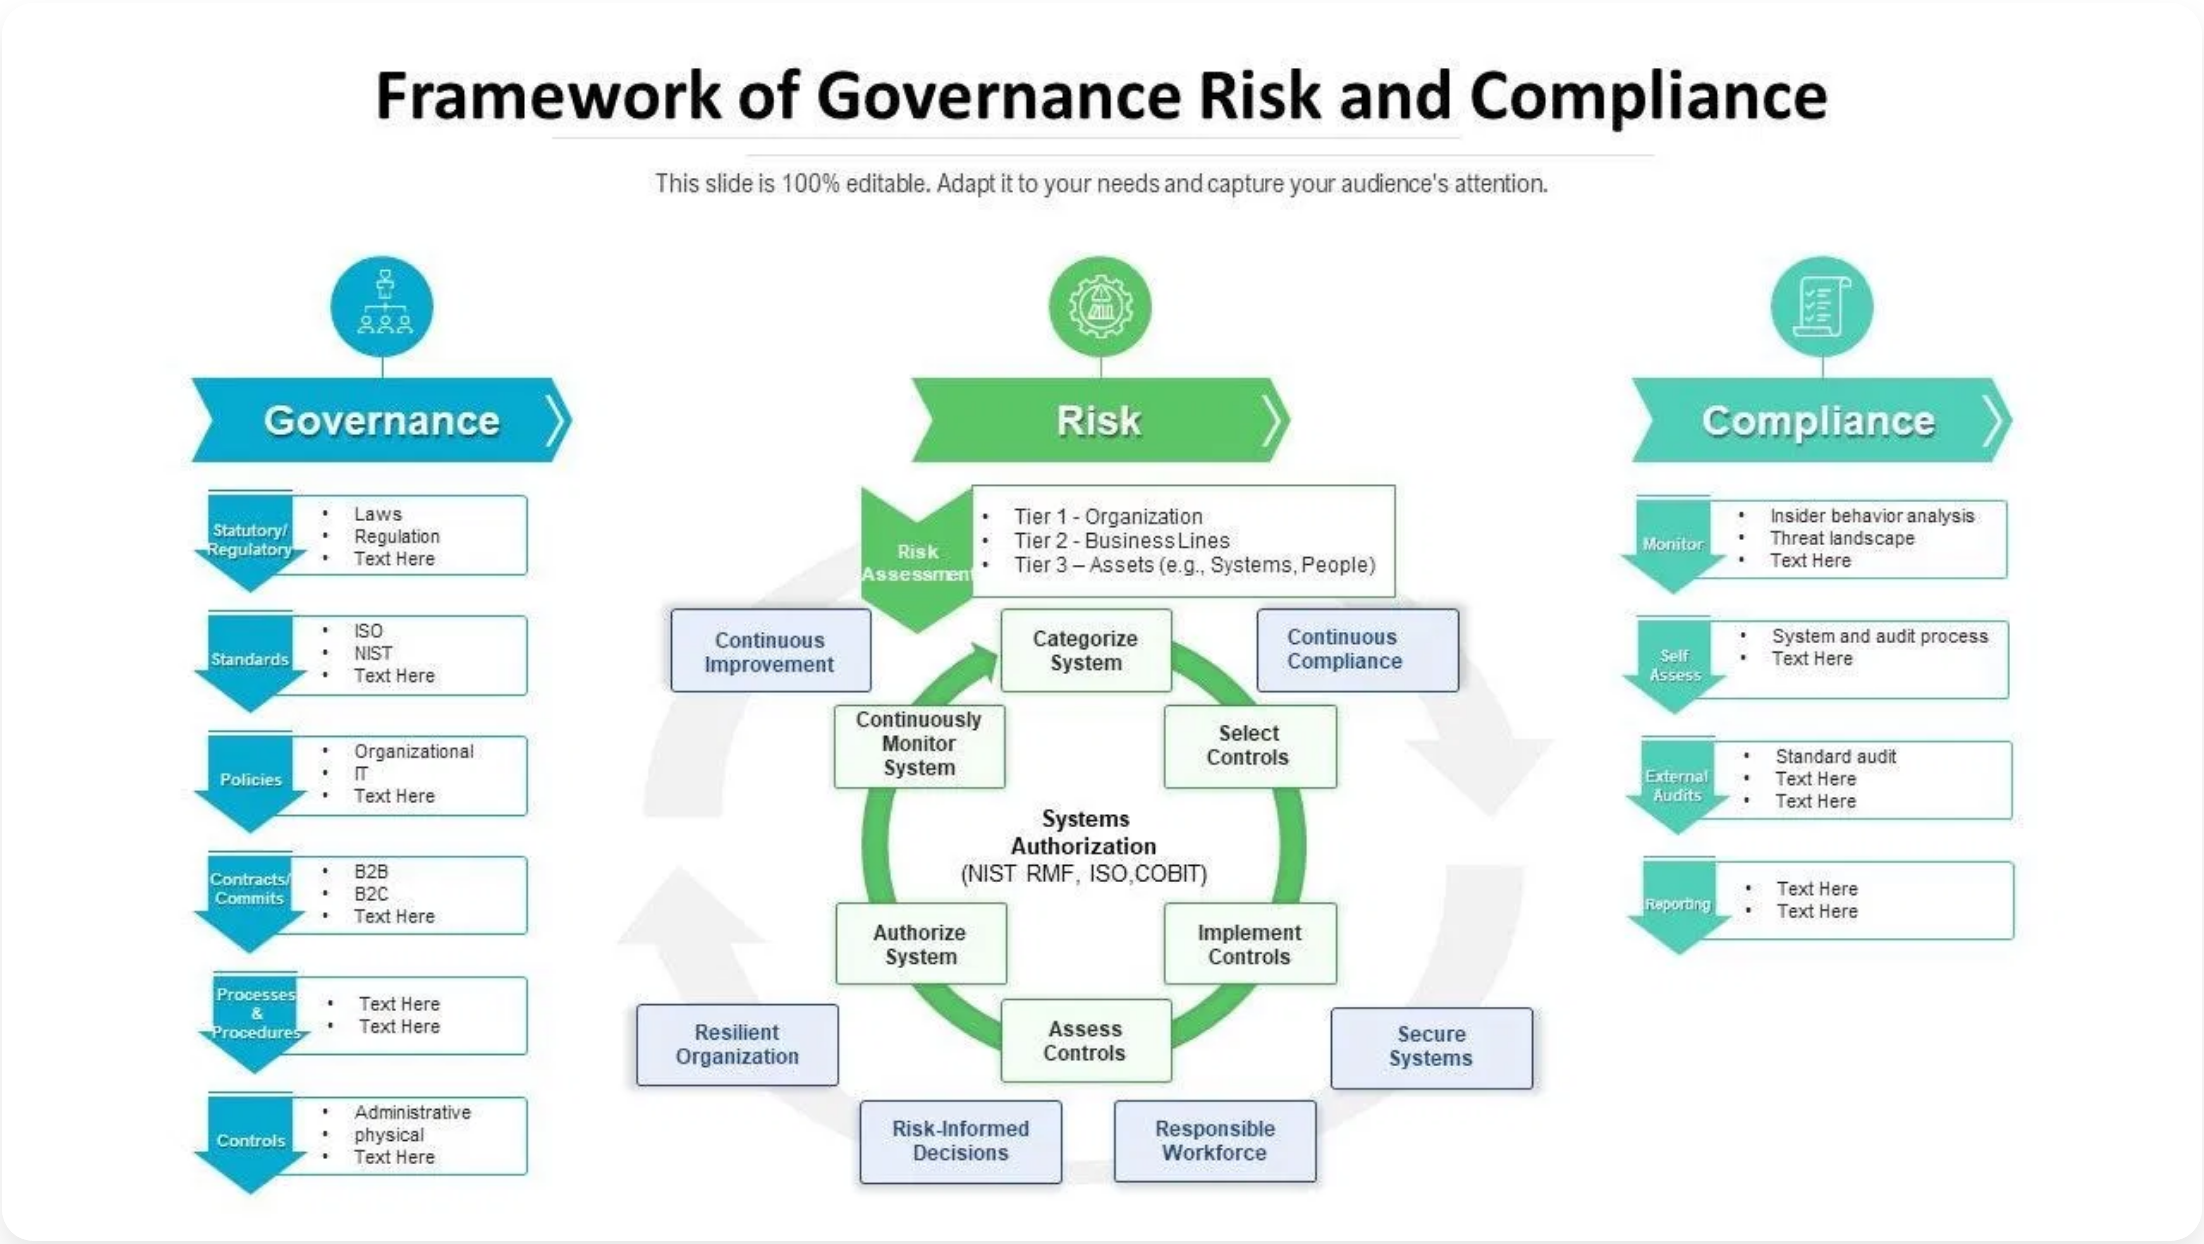 Framework of Governance Risk and Compliance
This slide is 100% editable. Adapt it to your needs and capture your audience's attention.
Governance
Statutory/
Regulatory
• Laws
• Regulation
• Text Here
Standards
• ISO
• NIST
• Text Here
Policies
• Organizational
• IT
• Text Here
Contracts/
Commits
• B2B
• B2C
• Text Here
Processes
&
Procedures
• Text Here
• Text Here
Controls
• Administrative
• physical
• Text Here
Risk
Risk
Assessment
• Tier 1 - Organization
• Tier 2 - Business Lines
• Tier 3 – Assets (e.g., Systems, People)
Continuous
Improvement
Categorize
System
Continuous
Compliance
Continuously
Monitor
System
Select
Controls
Systems
Authorization
(NIST RMF, ISO,COBIT)
Authorize
System
Implement
Controls
Assess
Controls
Resilient
Organization
Secure
Systems
Risk-Informed
Decisions
Responsible
Workforce
Compliance
Monitor
• Insider behavior analysis
• Threat landscape
• Text Here
Self
Assess
• System and audit process
• Text Here
External
Audits
• Standard audit
• Text Here
• Text Here
Reporting
• Text Here
• Text Here